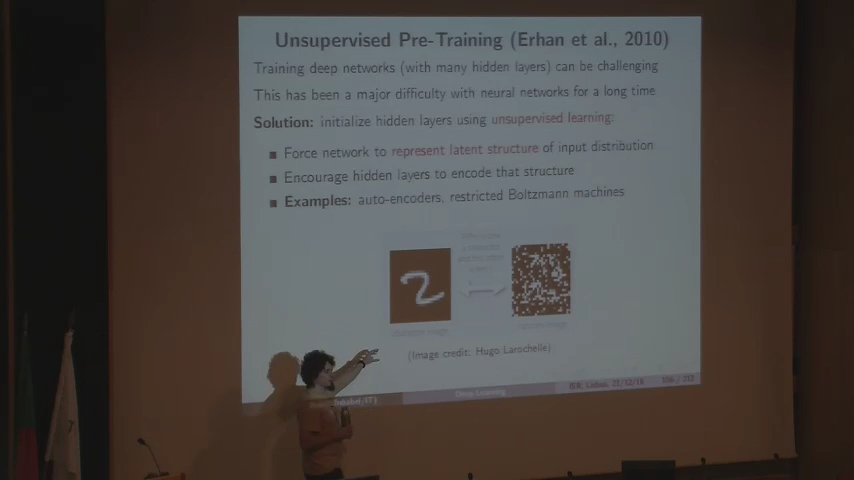 Unsupervised Pre-Training (Erhan et al., 2010)
Training deep networks (with many hidden layers) can be challenging
This has been a major difficulty with neural networks for a long time
Solution: initialize hidden layers using unsupervised learning:
Force network to represent latent structure of input distribution
Encourage hidden layers to encode that structure
Examples: auto-encoders, restricted Boltzmann machines
(Image credit: Hugo Larochelle)
Deep Learning